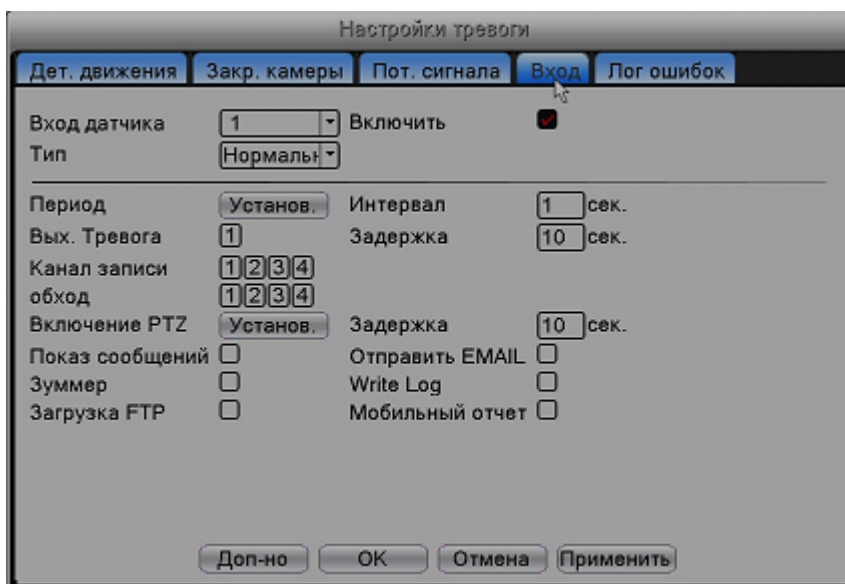 Настройки тревоги
Дет. движения Закр. камеры Пот. сигнала Вход Лог ошибок
Вход датчика 1 Включить
Тип Нормальн
Период Установ. Интервал 1 сек.
Вых. Тревога 1 Задержка 10 сек.
Канал записи 1 2 3 4
обход 1 2 3 4
Включение PTZ Установ. Задержка 10 сек.
Показ сообщений Отправить EMAIL
Зуммер Write Log
Загрузка FTP Мобильный отчет
Доп-но OK Отмена Применить